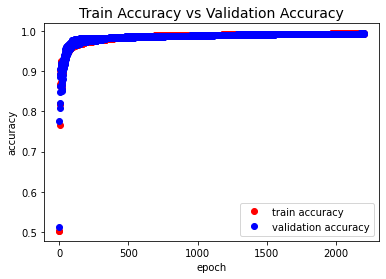 Train Accuracy vs Validation Accuracy
1.0
0.9
0.8
0.7
0.6
0.5
accuracy
train accuracy
validation accuracy
0 500 1000 1500 2000
epoch